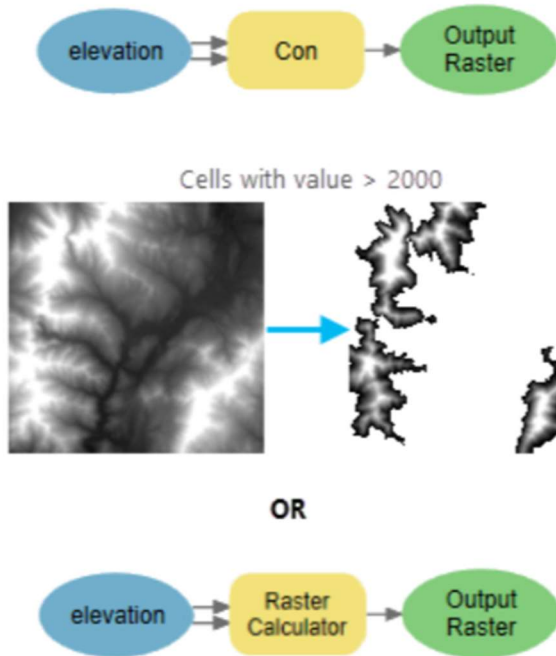 elevation
Con
Output
Raster
Cells with value > 2000
OR
elevation
Raster
Calculator
Output
Raster